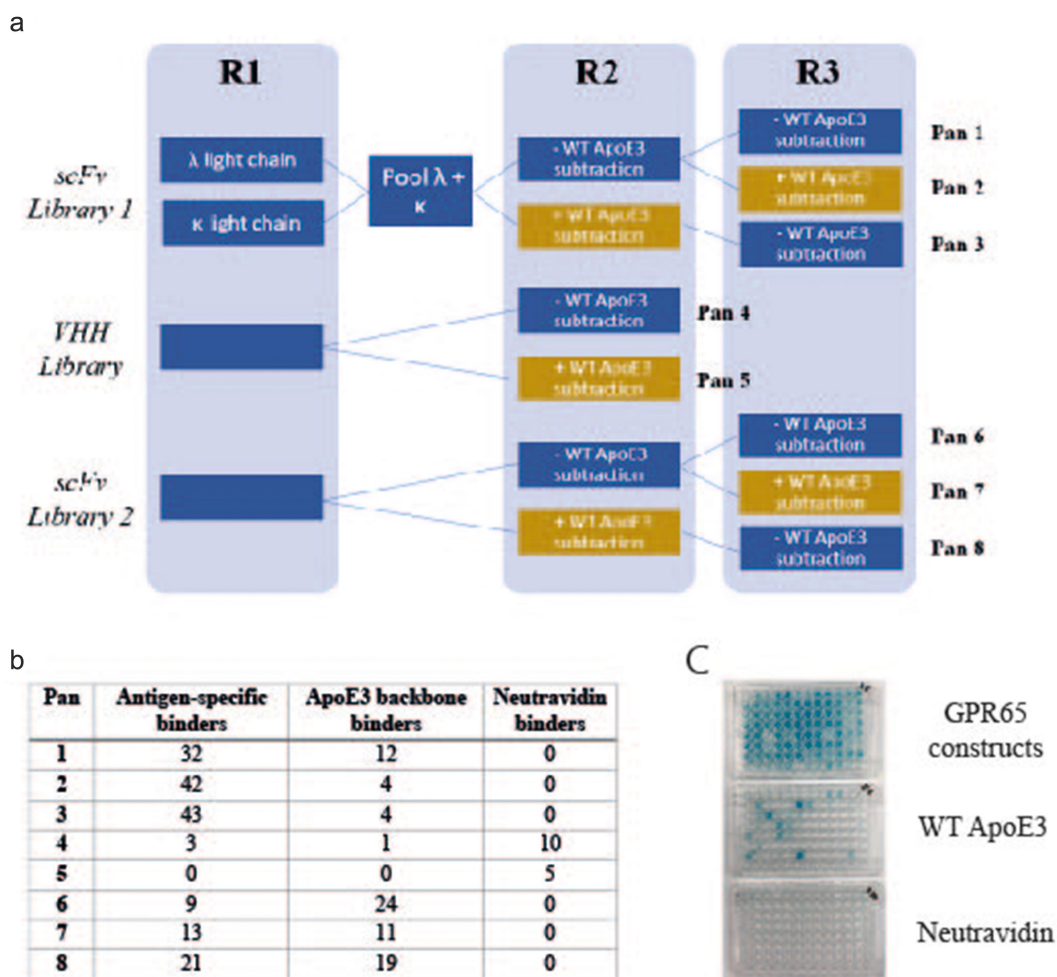 a
R1
R2
R3
scFv
Library 1
λ light chain
κ light chain
Pool λ +
κ
- WT ApoE3
subtraction
+ WT ApoE3
subtraction
- WT ApoE3
subtraction
Pan 1
+ WT ApoE3
subtraction
Pan 2
- WT ApoE3
subtraction
Pan 3
VHH
Library
- WT ApoE3
subtraction
Pan 4
+ WT ApoE3
subtraction
Pan 5
scFv
Library 2
- WT ApoE3
subtraction
+ WT ApoE3
subtraction
- WT ApoE3
subtraction
Pan 6
+ WT ApoE3
subtraction
Pan 7
- WT ApoE3
subtraction
Pan 8
b
Pan Antigen-specific binders ApoE3 backbone binders Neutravidin binders
1 32 12 0
2 42 4 0
3 43 4 0
4 3 1 10
5 0 0 5
6 9 24 0
7 13 11 0
8 21 19 0
C
GPR65
constructs
WT ApoE3
Neutravidin